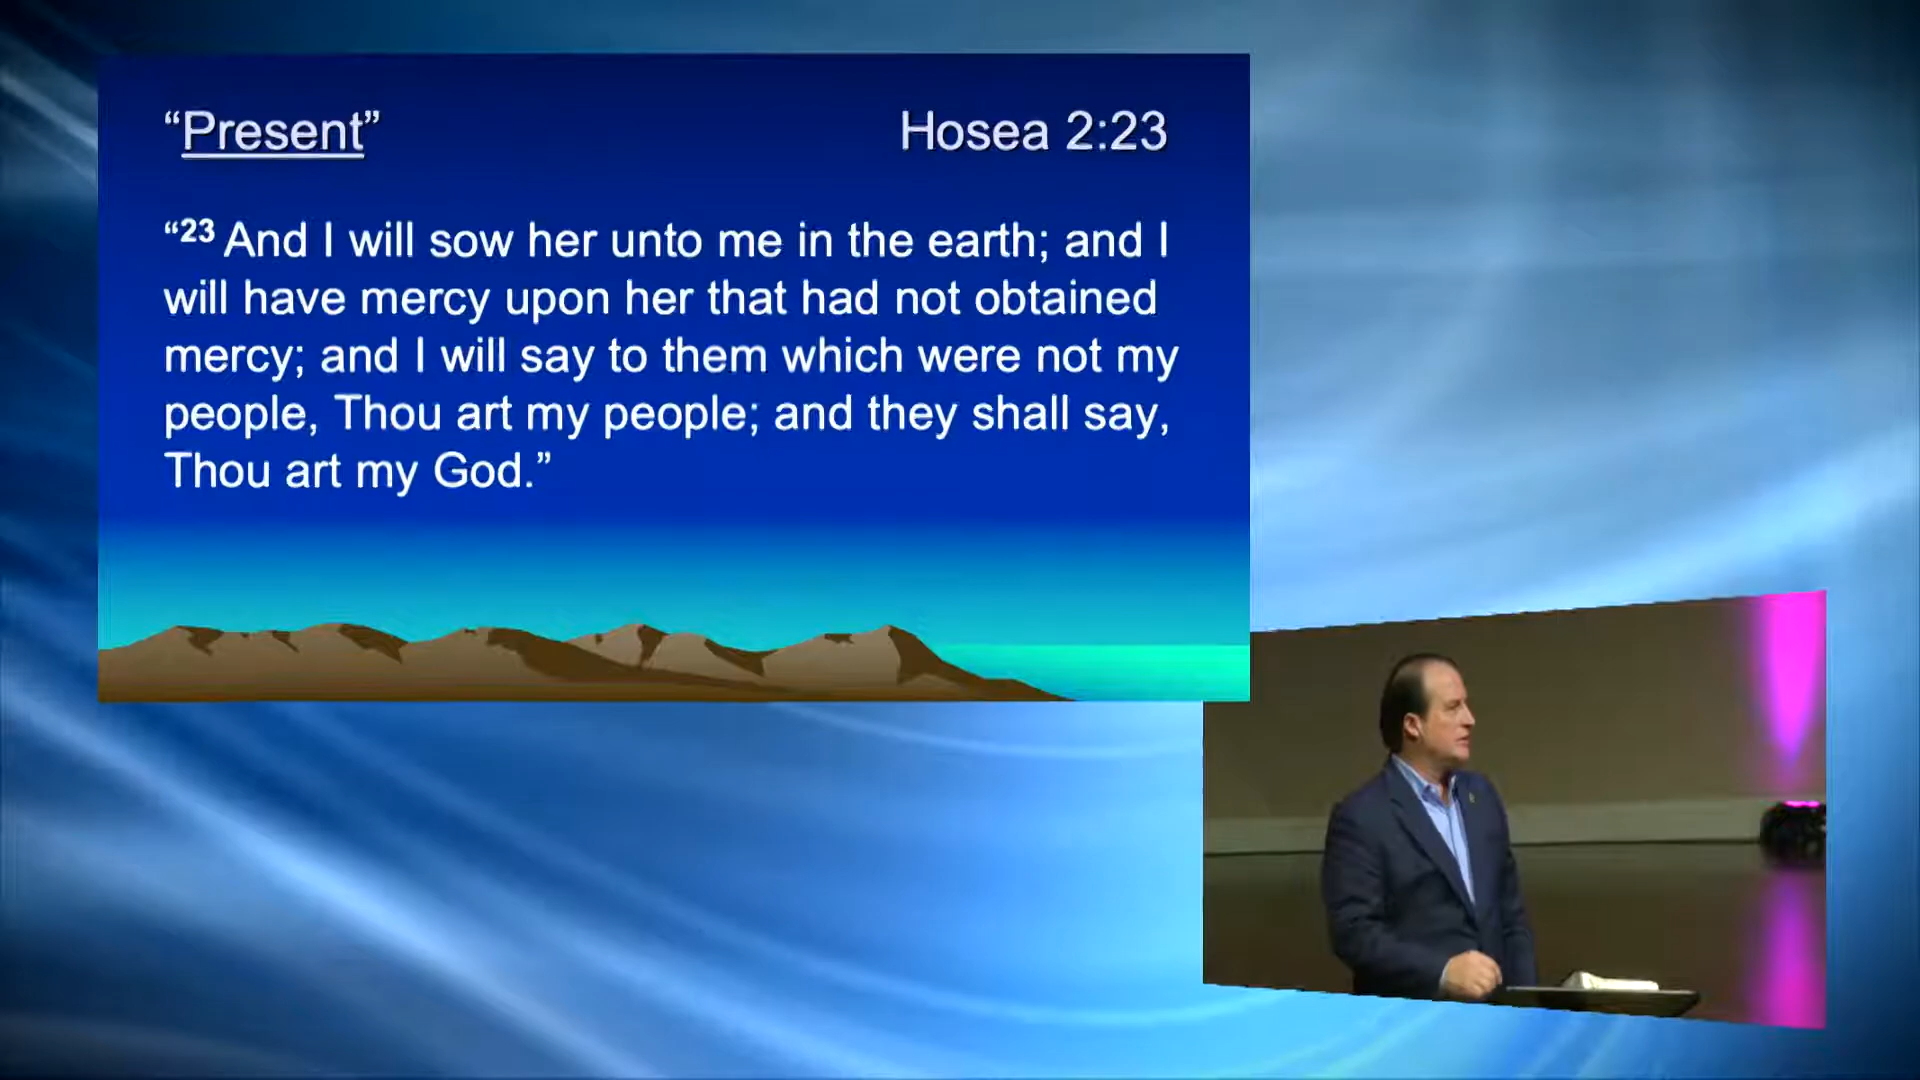 “Present” Hosea 2:23
“23 And I will sow her unto me in the earth; and I
will have mercy upon her that had not obtained
mercy; and I will say to them which were not my
people, Thou art my people; and they shall say,
Thou art my God.”